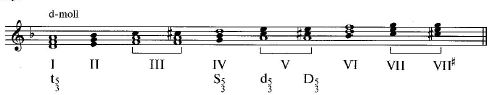 d-moll
I II III IV V VI VII VII♯
t5 S5 d5 D5
3 3 3 3